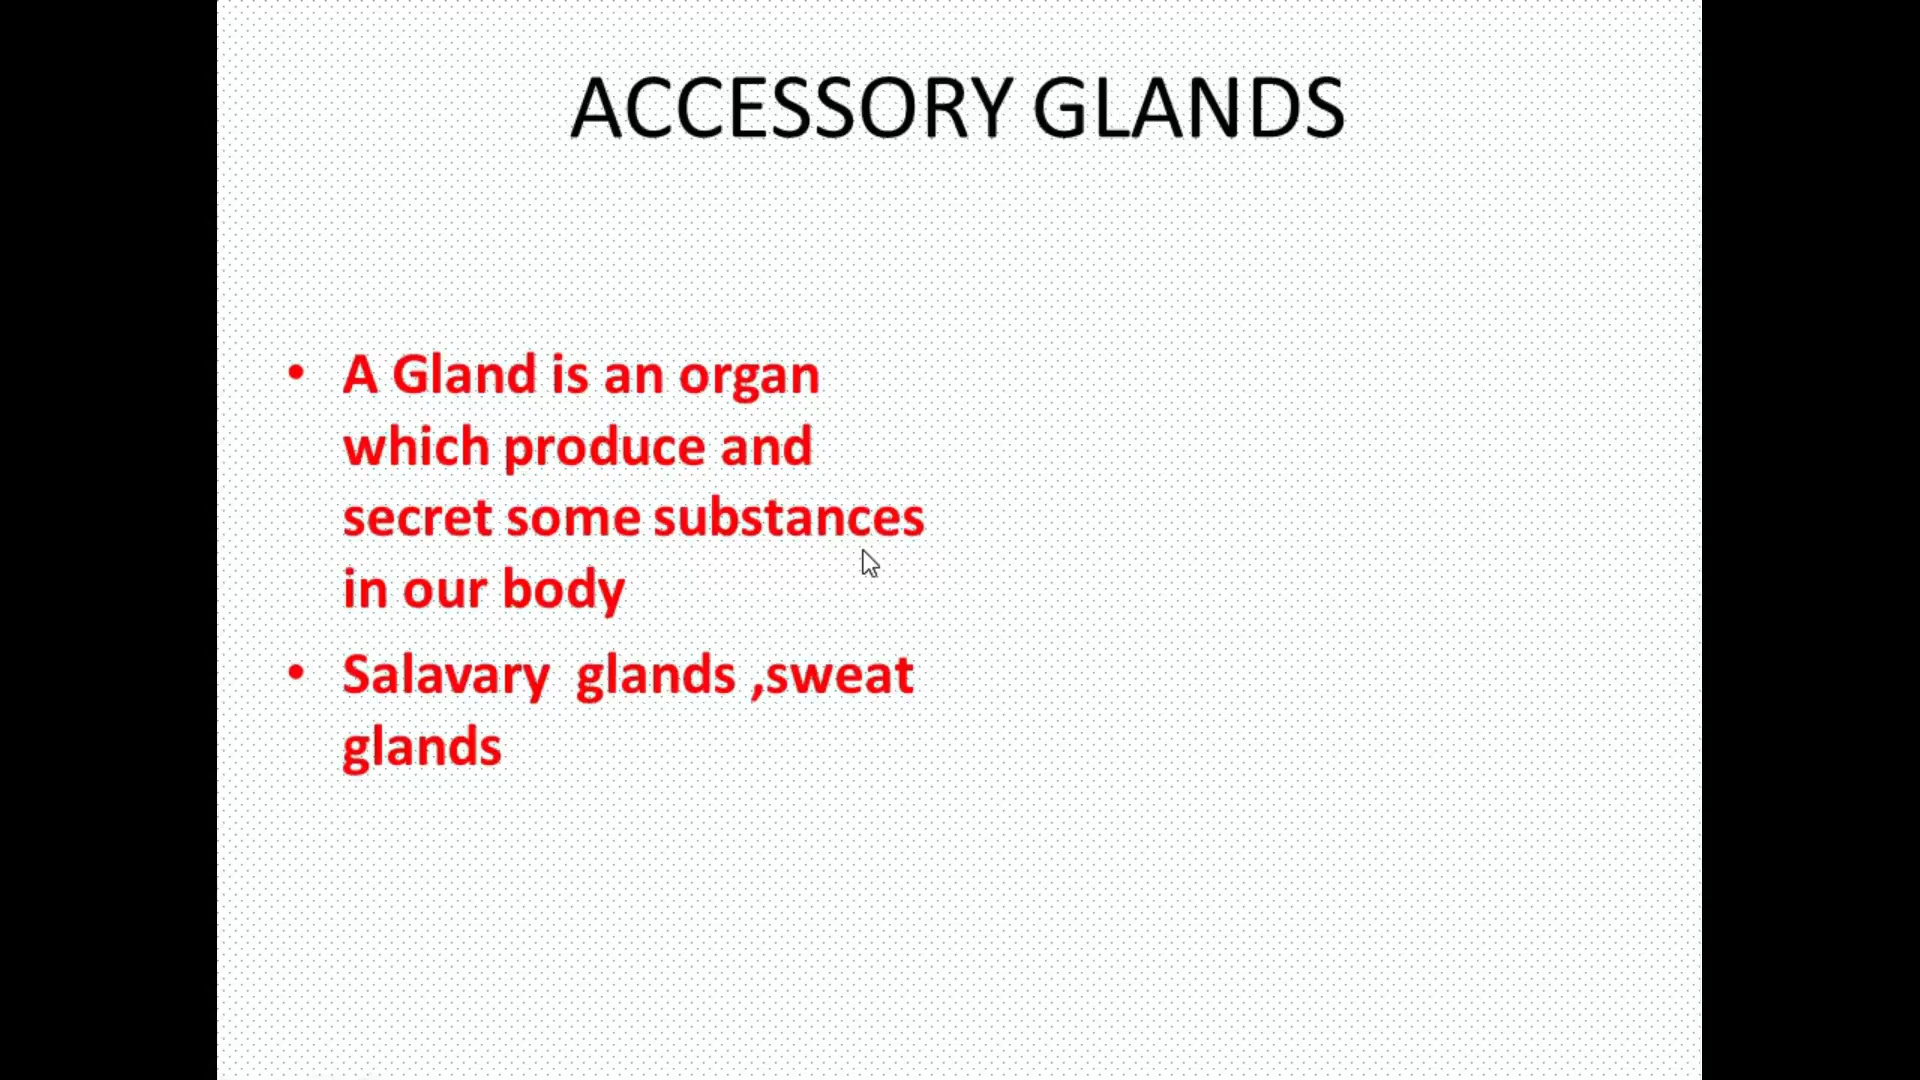 ACCESSORY GLANDS
• A Gland is an organ
which produce and
secret some substances
in our body
• Salavary  glands ,sweat
glands